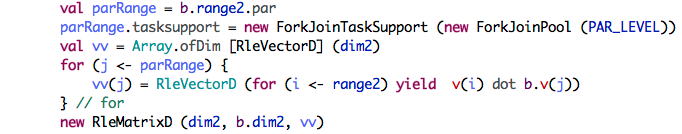 val parRange = b.range2.par
parRange.tasksupport = new ForkJoinTaskSupport (new ForkJoinPool (PAR_LEVEL))
val vv = Array.ofDim [RleVectorD] (dim2)
for (j <- parRange) {
vv(j) = RleVectorD (for (i <- range2) yield  v(i) dot b.v(j))
} // for
new RleMatrixD (dim2, b.dim2, vv)